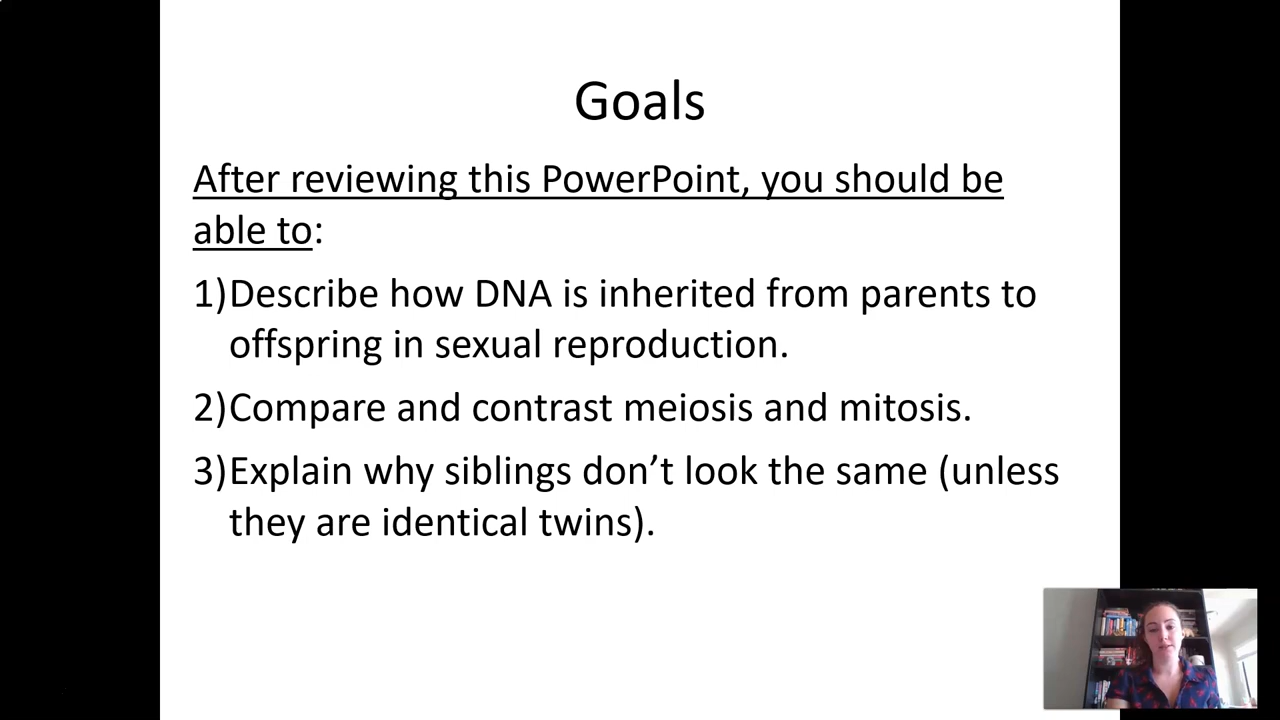 Goals
After reviewing this PowerPoint, you should be
able to:
1)Describe how DNA is inherited from parents to
offspring in sexual reproduction.
2)Compare and contrast meiosis and mitosis.
3)Explain why siblings don’t look the same (unless
they are identical twins).